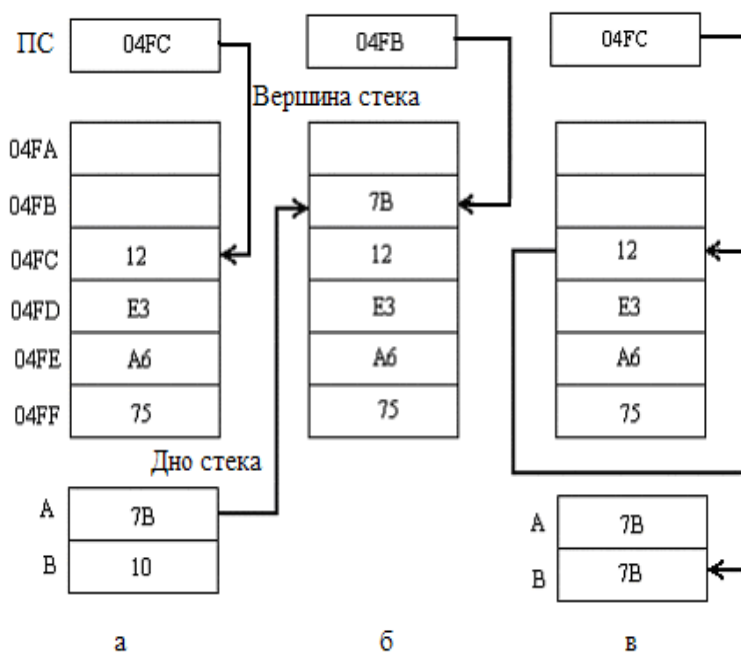 ПС 04FC 04FB 04FC
Вершина стека
04FA
04FB 7B
04FC 12 12 12
04FD E3 E3 E3
04FE A6 A6 A6
04FF 75 75 75
Дно стека
A 7B A 7B
B 10 B 7B
а б в